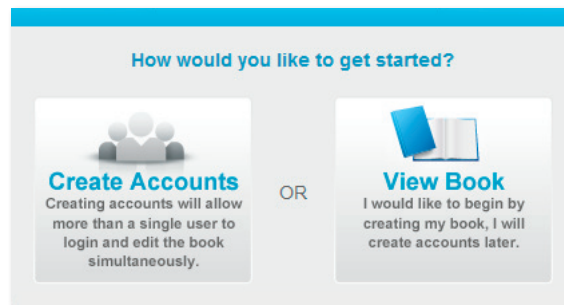 How would you like to get started?
Create Accounts
Creating accounts will allow
more than a single user to
login and edit the book
simultaneously.
OR
View Book
I would like to begin by
creating my book, I will
create accounts later.